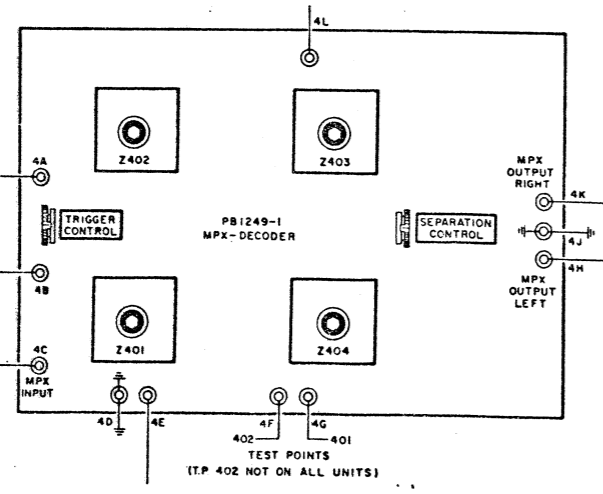 4L
Z402
Z403
4A
MPX
OUTPUT
RIGHT
4K
TRIGGER
CONTROL
PB1249-1
MPX-DECODER
SEPARATION
CONTROL
4J
4H
4B
MPX
OUTPUT
LEFT
Z401
Z404
4C
MPX
INPUT
4D
4E
4F
4G
402
401
TEST POINTS
(T.P 402 NOT ON ALL UNITS)